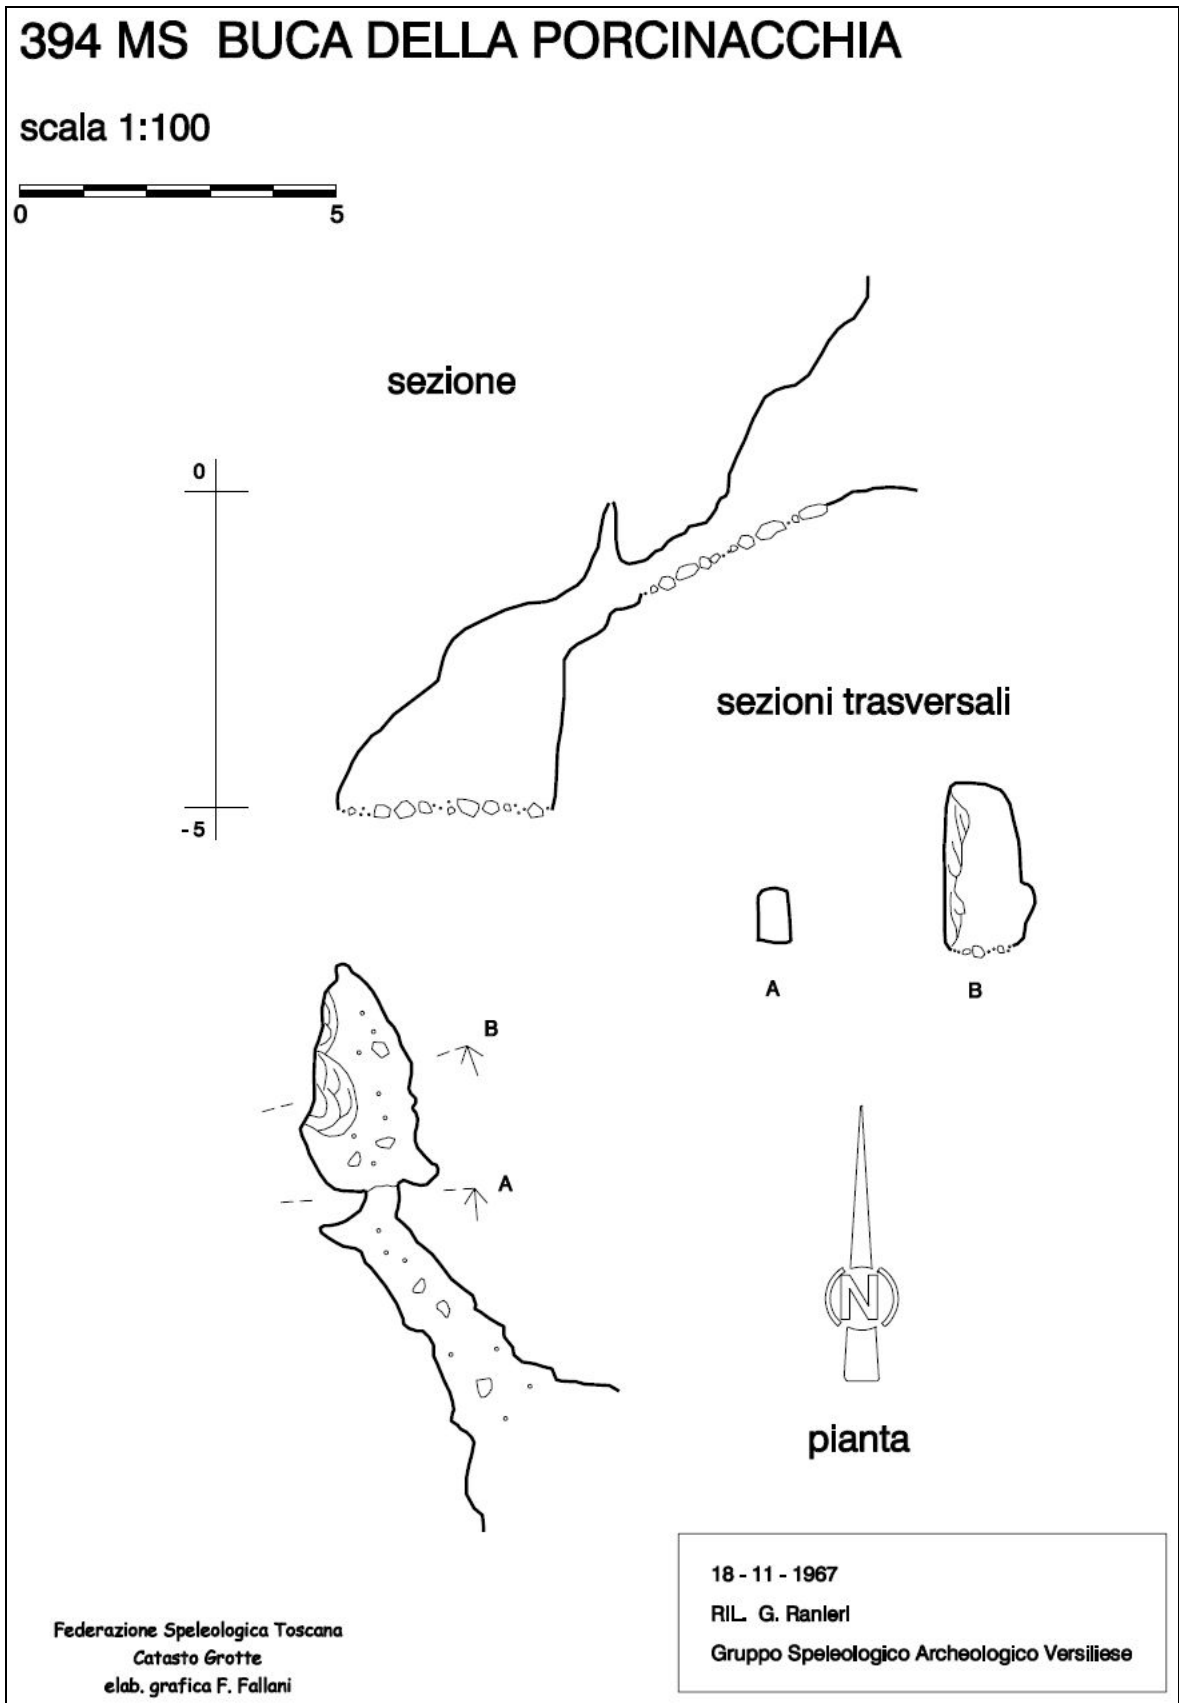 394 MS BUCA DELLA PORCINACCHIA
scala 1:100
0 5
sezione
0
-5
sezioni trasversali
A B
B
A
N
pianta
18 - 11 - 1967
RIL. G. Ranieri
Gruppo Speleologico Archeologico Versiliese
Federazione Speleologica Toscana
Catasto Grotte
elab. grafica F. Fallani